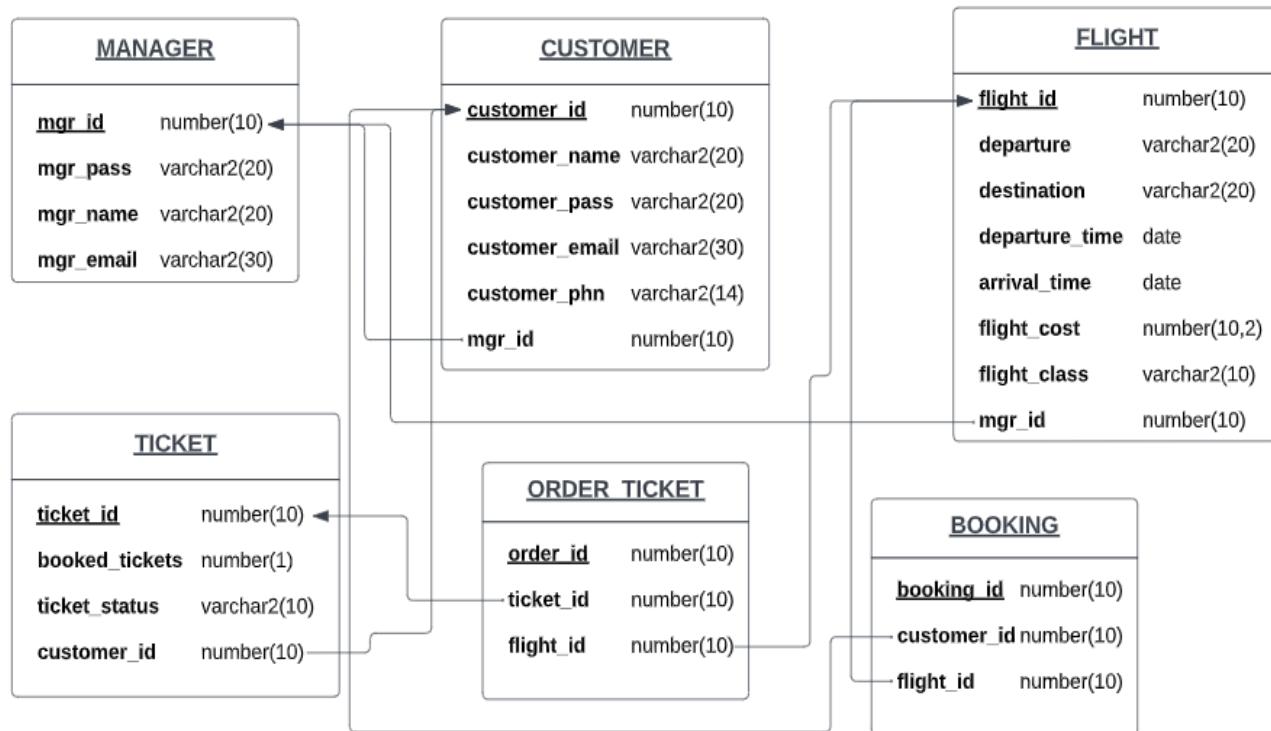 MANAGER
mgr_id number(10)
mgr_pass varchar2(20)
mgr_name varchar2(20)
mgr_email varchar2(30)
CUSTOMER
customer_id number(10)
customer_name varchar2(20)
customer_pass varchar2(20)
customer_email varchar2(30)
customer_phn varchar2(14)
mgr_id number(10)
FLIGHT
flight_id number(10)
departure varchar2(20)
destination varchar2(20)
departure_time date
arrival_time date
flight_cost number(10,2)
flight_class varchar2(10)
mgr_id number(10)
TICKET
ticket_id number(10)
booked_tickets number(1)
ticket_status varchar2(10)
customer_id number(10)
ORDER_TICKET
order_id number(10)
ticket_id number(10)
flight_id number(10)
BOOKING
booking_id number(10)
customer_id number(10)
flight_id number(10)